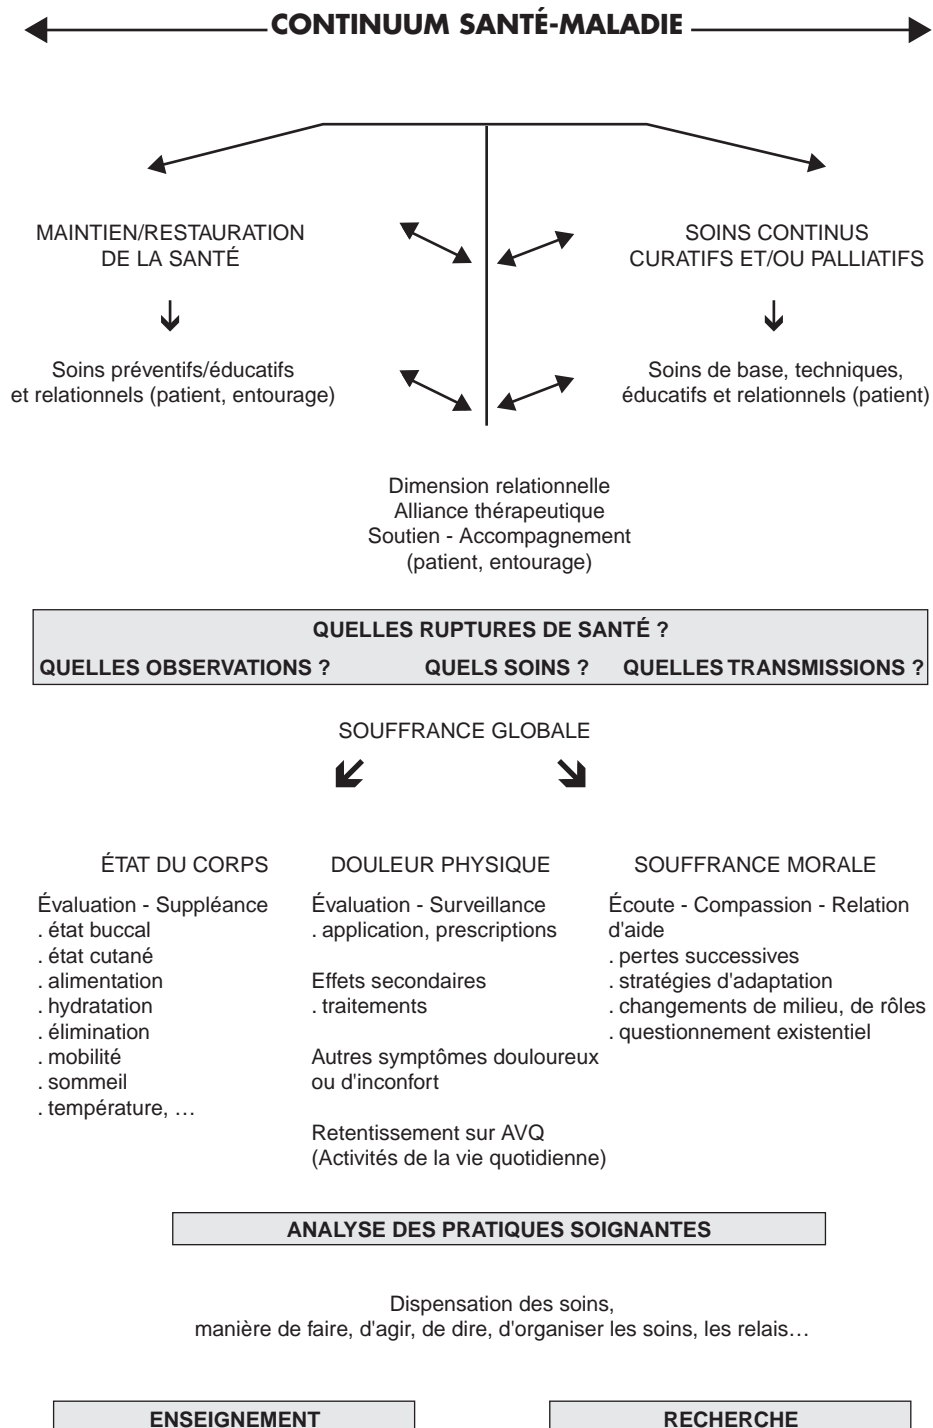 CONTINUUM SANTÉ-MALADIE
MAINTIEN/RESTAURATION
DE LA SANTÉ
SOINS CONTINUS
CURATIFS ET/OU PALLIATIFS
Soins préventifs/éducatifs
et relationnels (patient, entourage)
Soins de base, techniques,
éducatifs et relationnels (patient)
Dimension relationnelle
Alliance thérapeutique
Soutien - Accompagnement
(patient, entourage)
QUELLES RUPTURES DE SANTÉ ?
QUELLES OBSERVATIONS ? QUELS SOINS ? QUELLES TRANSMISSIONS ?
SOUFFRANCE GLOBALE
ÉTAT DU CORPS
Évaluation - Suppléance
. état buccal
. état cutané
. alimentation
. hydratation
. élimination
. mobilité
. sommeil
. température, …
DOULEUR PHYSIQUE
Évaluation - Surveillance
. application, prescriptions
Effets secondaires
. traitements
Autres symptômes douloureux
ou d'inconfort
Retentissement sur AVQ
(Activités de la vie quotidienne)
SOUFFRANCE MORALE
Écoute - Compassion - Relation
d'aide
. pertes successives
. stratégies d'adaptation
. changements de milieu, de rôles
. questionnement existentiel
ANALYSE DES PRATIQUES SOIGNANTES
Dispensation des soins,
manière de faire, d'agir, de dire, d'organiser les soins, les relais…
ENSEIGNEMENT
RECHERCHE